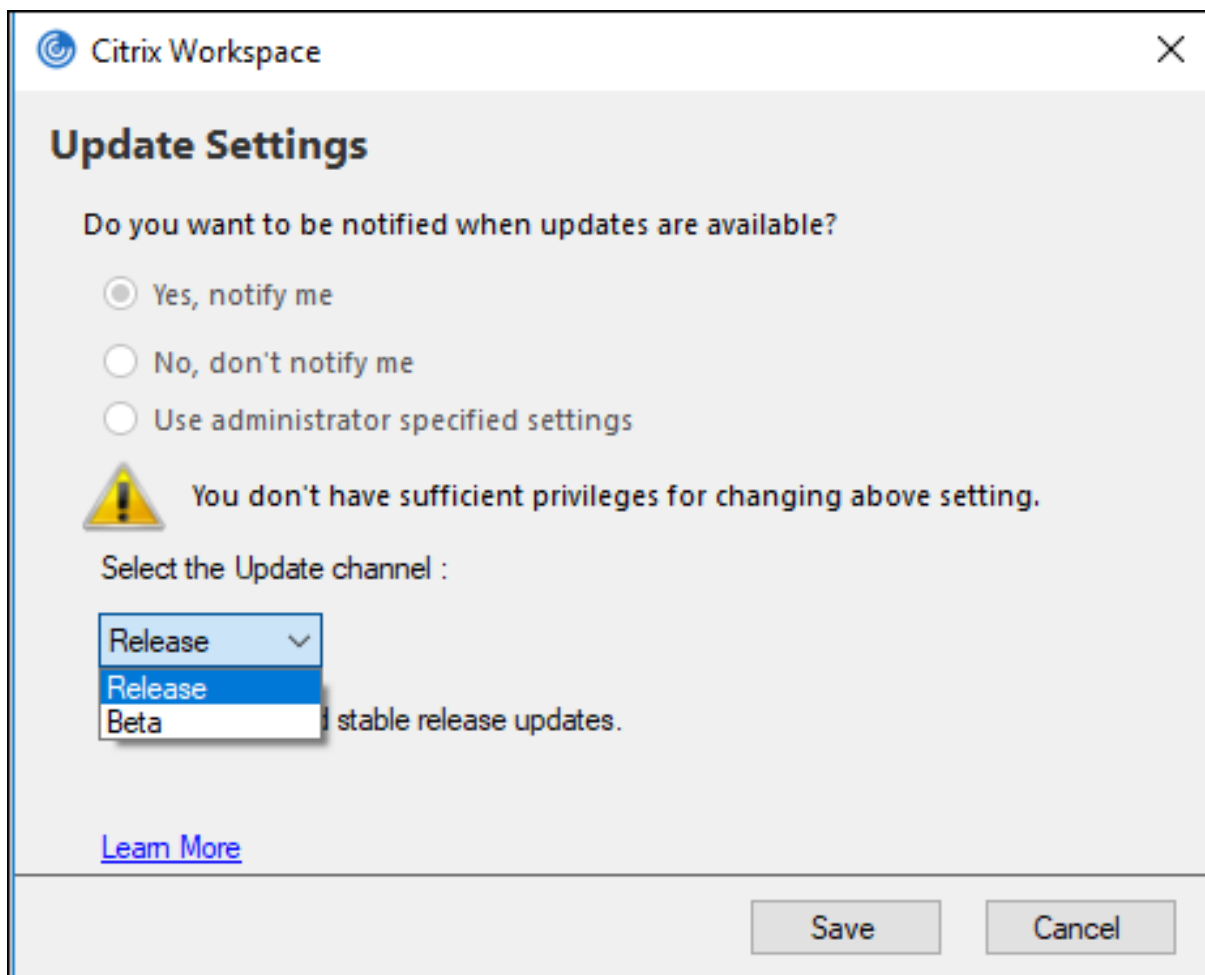 Citrix Workspace
Update Settings
Do you want to be notified when updates are available?
Yes, notify me
No, don't notify me
Use administrator specified settings
You don't have sufficient privileges for changing above setting.
Select the Update channel :
Release
Release
Beta
stable release updates.
Learn More
Save Cancel